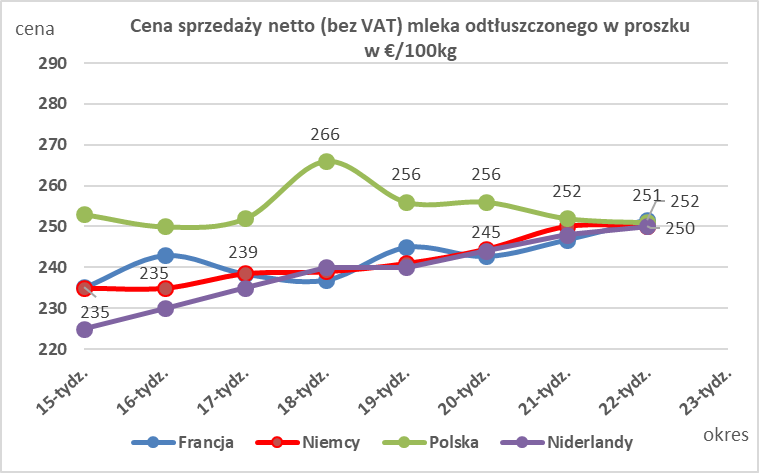 cena
Cena sprzedaży netto (bez VAT) mleka odtłuszczonego w proszku
w €/100kg
290
280
270
260
250
240
230
220
266
256
256
252
251
252
250
245
239
235
235
15-tydz.
16-tydz.
17-tydz.
18-tydz.
19-tydz.
20-tydz.
21-tydz.
22-tydz.
23-tydz.
okres
Francja Niemcy Polska Niderlandy